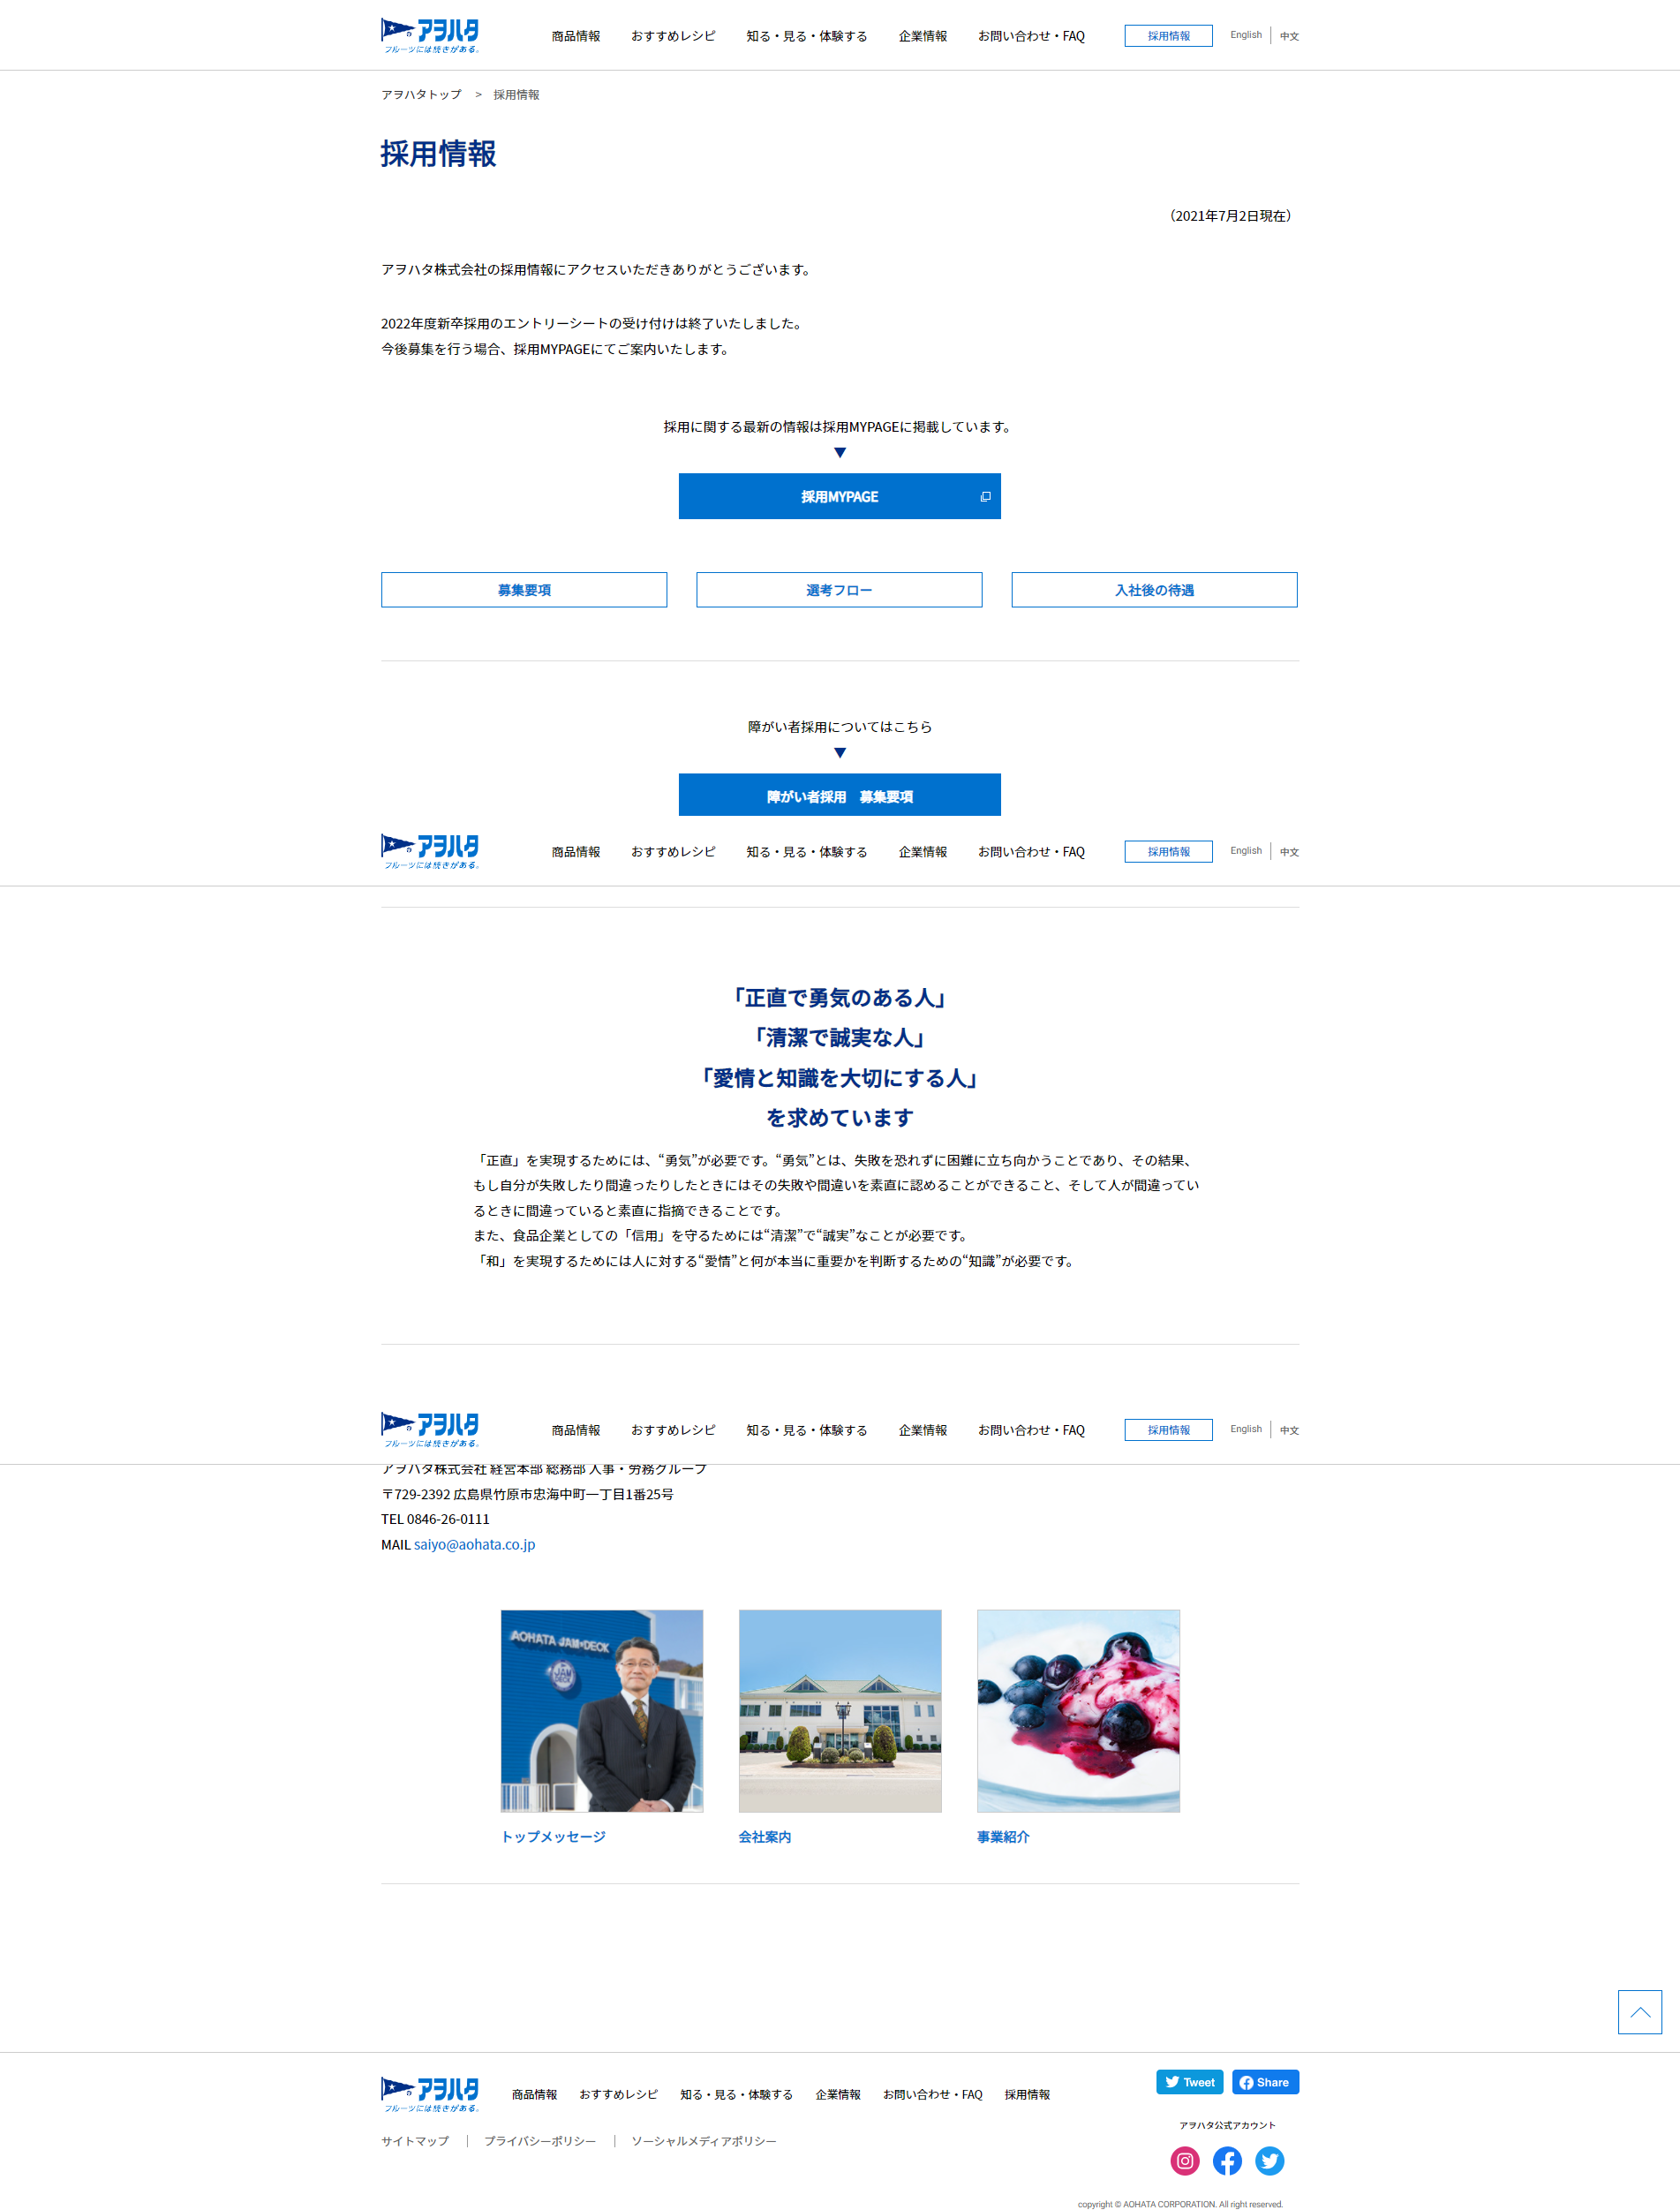 アヲハタ
フルーツには続きがある。
商品情報 おすすめレシピ 知る・見る・体験する 企業情報 お問い合わせ・FAQ 採用情報 English 中文
アヲハタトップ > 採用情報
採用情報
（2021年7月2日現在）
アヲハタ株式会社の採用情報にアクセスいただきありがとうございます。
2022年度新卒採用のエントリーシートの受け付けは終了いたしました。
今後募集を行う場合、採用MYPAGEにてご案内いたします。
採用に関する最新の情報は採用MYPAGEに掲載しています。
▼
採用MYPAGE
募集要項 選考フロー 入社後の待遇
障がい者採用についてはこちら
▼
障がい者採用　募集要項
アヲハタ
フルーツには続きがある。
商品情報 おすすめレシピ 知る・見る・体験する 企業情報 お問い合わせ・FAQ 採用情報 English 中文
「正直で勇気のある人」
「清潔で誠実な人」
「愛情と知識を大切にする人」
を求めています
「正直」を実現するためには、“勇気”が必要です。“勇気”とは、失敗を恐れずに困難に立ち向かうことであり、その結果、
もし自分が失敗したり間違ったりしたときにはその失敗や間違いを素直に認めることができること、そして人が間違ってい
るときに間違っていると素直に指摘できることです。
また、食品企業としての「信用」を守るためには“清潔”で“誠実”なことが必要です。
「和」を実現するためには人に対する“愛情”と何が本当に重要かを判断するための“知識”が必要です。
アヲハタ
フルーツには続きがある。
商品情報 おすすめレシピ 知る・見る・体験する 企業情報 お問い合わせ・FAQ 採用情報 English 中文
アヲハタ株式会社 経営本部 総務部 人事・労務グループ
〒729-2392 広島県竹原市忠海中町一丁目1番25号
TEL 0846-26-0111
MAIL saiyo@aohata.co.jp
AOHATA JAM DECK
JAM DECK
トップメッセージ 会社案内 事業紹介
アヲハタ
フルーツには続きがある。
商品情報 おすすめレシピ 知る・見る・体験する 企業情報 お問い合わせ・FAQ 採用情報
Tweet Share
アヲハタ公式アカウント
サイトマップ プライバシーポリシー ソーシャルメディアポリシー
copyright © AOHATA CORPORATION. All right reserved.